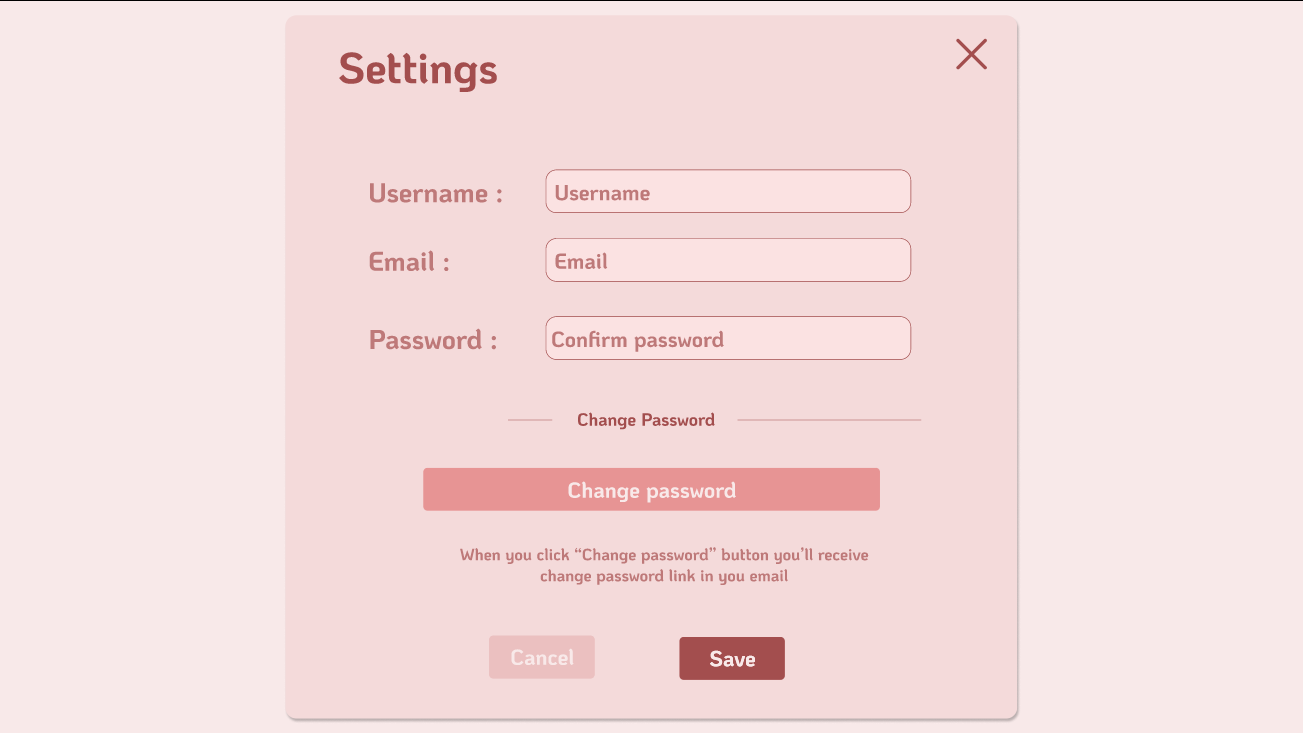 Settings
Username :
Username
Email :
Email
Password :
Confirm password
Change Password
Change password
When you click “Change password” button you’ll receive
change password link in you email
Cancel
Save